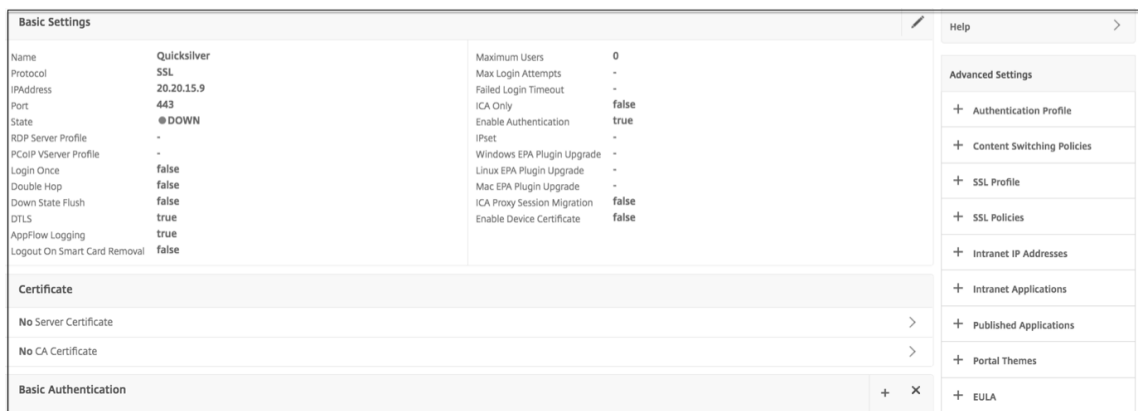 Basic Settings
Name Quicksilver
Protocol SSL
IPAddress 20.20.15.9
Port 443
State DOWN
RDP Server Profile -
PCoIP VServer Profile -
Login Once false
Double Hop false
Down State Flush false
DTLS true
AppFlow Logging true
Logout On Smart Card Removal false
Maximum Users 0
Max Login Attempts -
Failed Login Timeout -
ICA Only false
Enable Authentication true
IPset -
Windows EPA Plugin Upgrade -
Linux EPA Plugin Upgrade -
Mac EPA Plugin Upgrade -
ICA Proxy Session Migration false
Enable Device Certificate false
Certificate
No Server Certificate
No CA Certificate
Basic Authentication
Help
Advanced Settings
Authentication Profile
Content Switching Policies
SSL Profile
SSL Policies
Intranet IP Addresses
Intranet Applications
Published Applications
Portal Themes
EULA